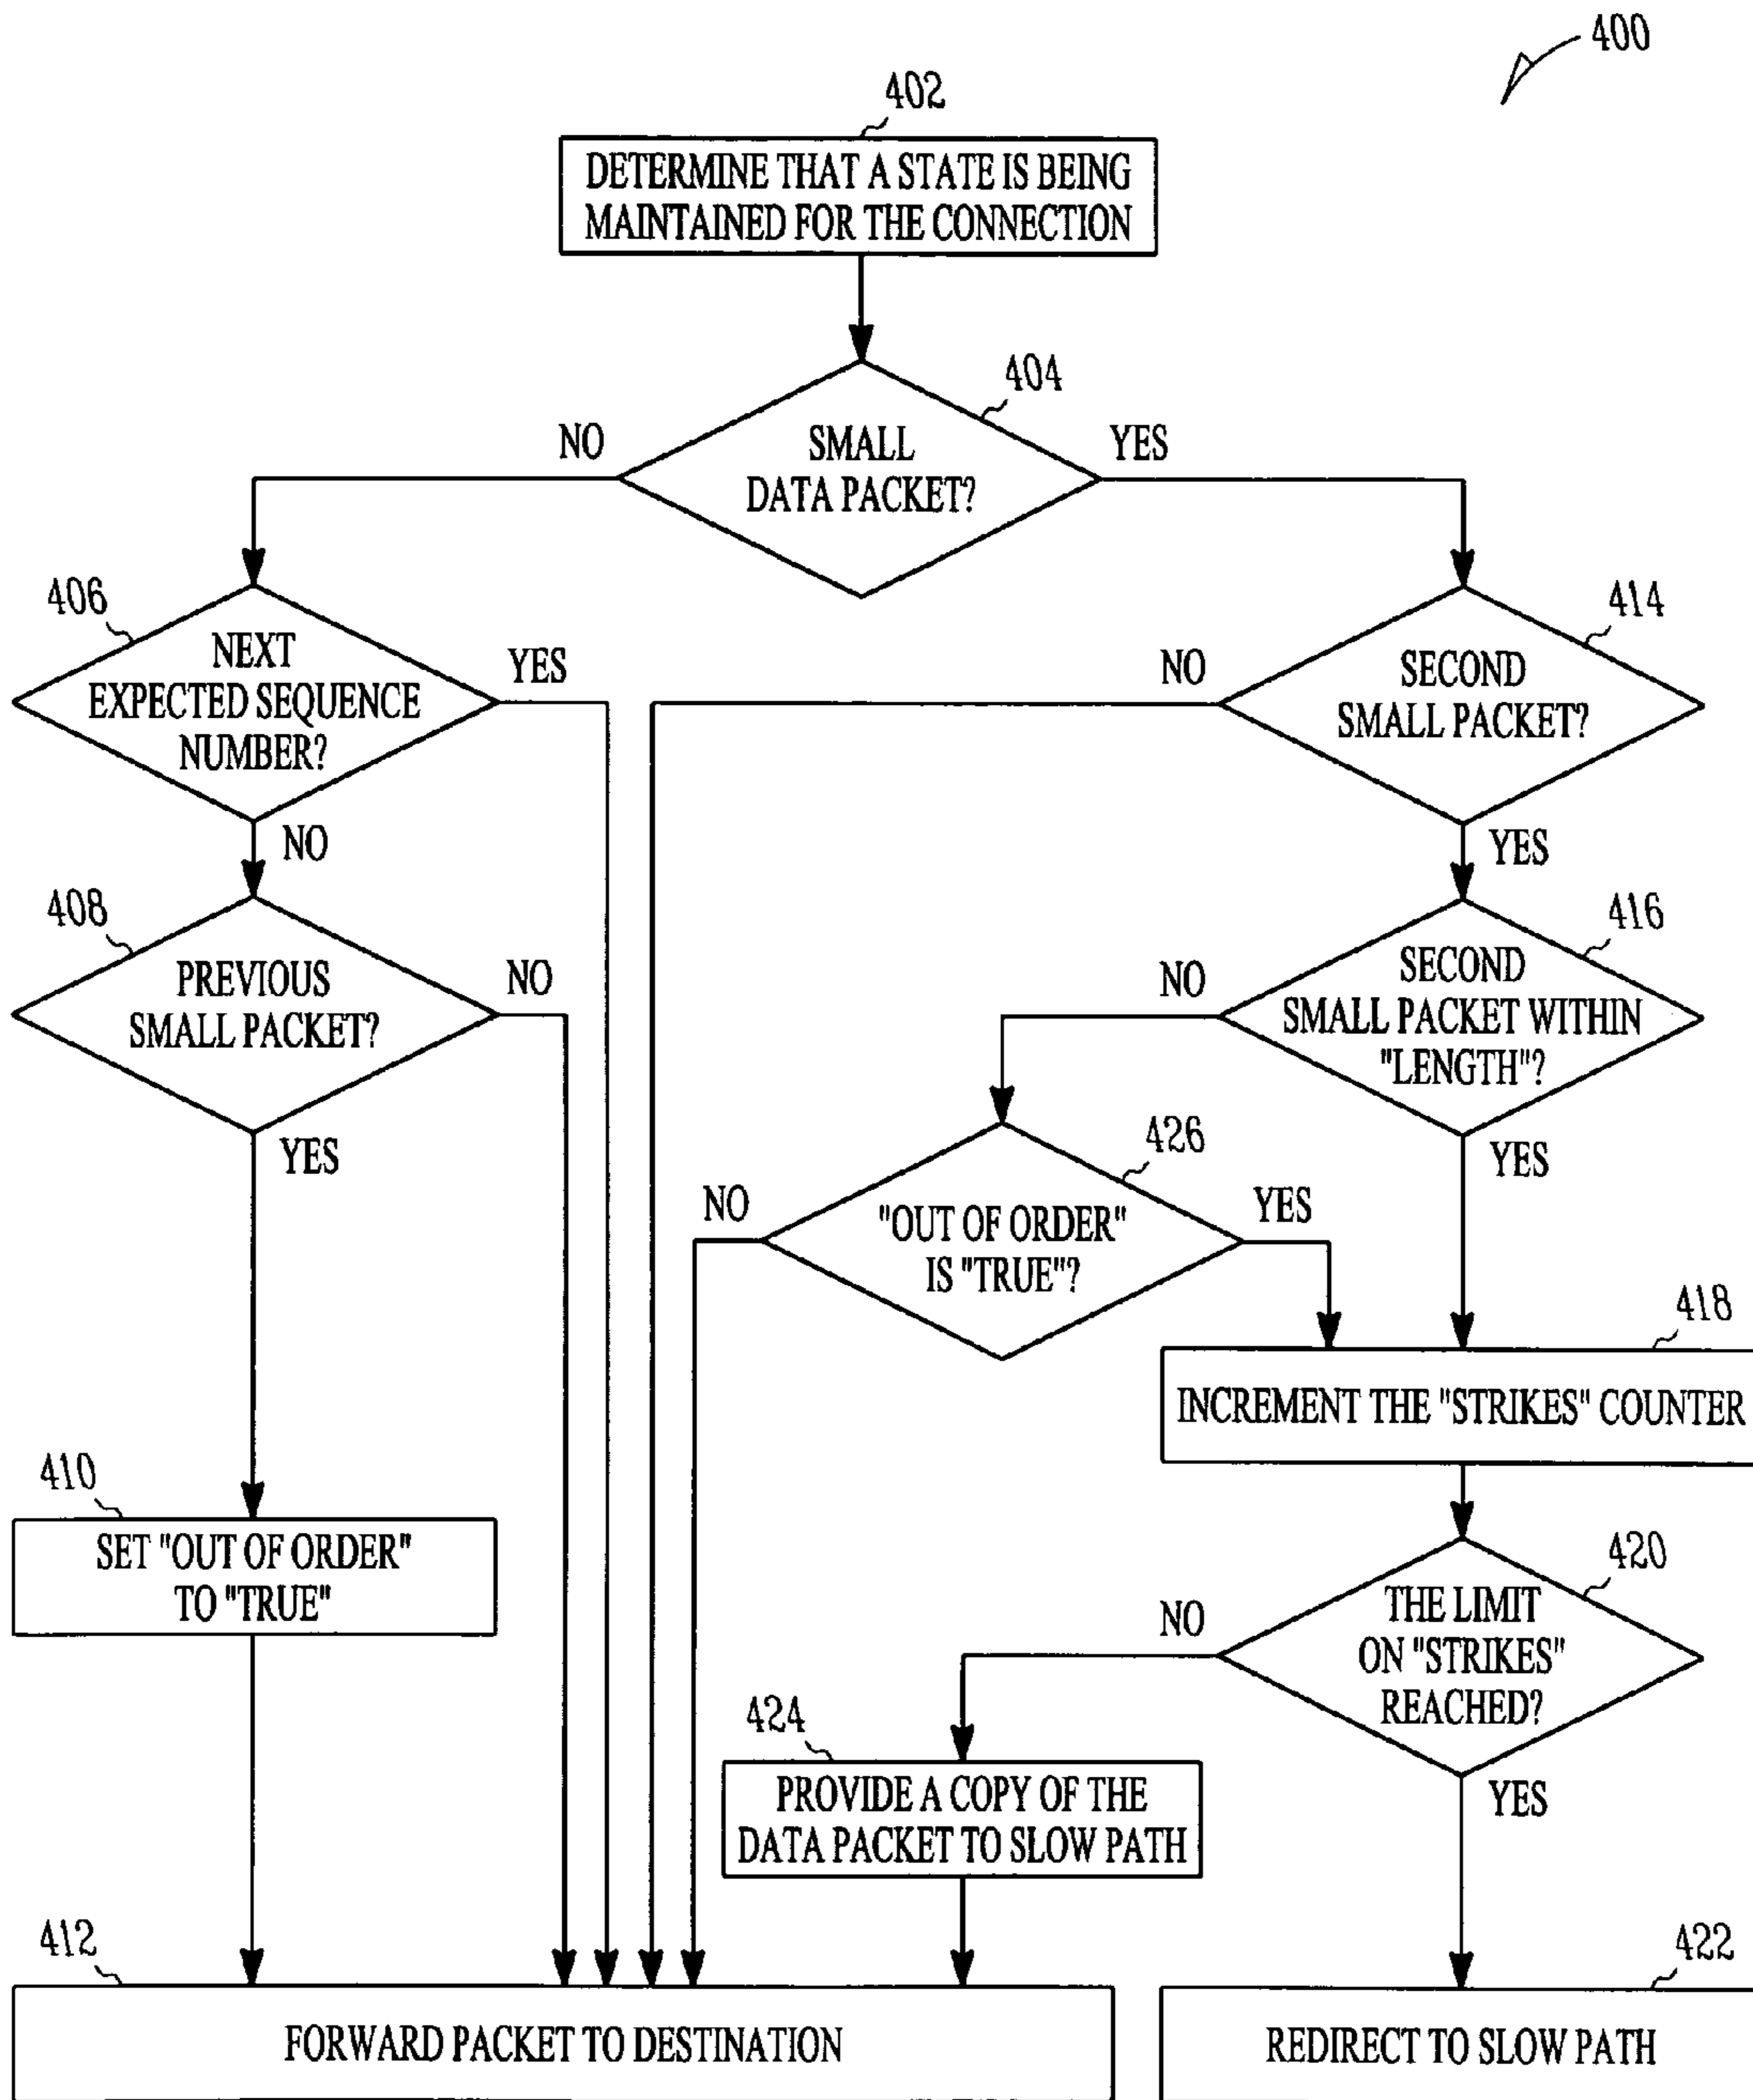 400
402
DETERMINE THAT A STATE IS BEING
MAINTAINED FOR THE CONNECTION
404
SMALL
DATA PACKET?
NO
YES
406
NEXT
EXPECTED SEQUENCE
NUMBER?
YES
NO
414
SECOND
SMALL PACKET?
NO
YES
408
PREVIOUS
SMALL PACKET?
NO
YES
416
SECOND
SMALL PACKET WITHIN
"LENGTH"?
NO
YES
426
"OUT OF ORDER"
IS "TRUE"?
NO
YES
418
INCREMENT THE "STRIKES" COUNTER
410
SET "OUT OF ORDER"
TO "TRUE"
420
THE LIMIT
ON "STRIKES"
REACHED?
NO
YES
424
PROVIDE A COPY OF THE
DATA PACKET TO SLOW PATH
412
FORWARD PACKET TO DESTINATION
422
REDIRECT TO SLOW PATH